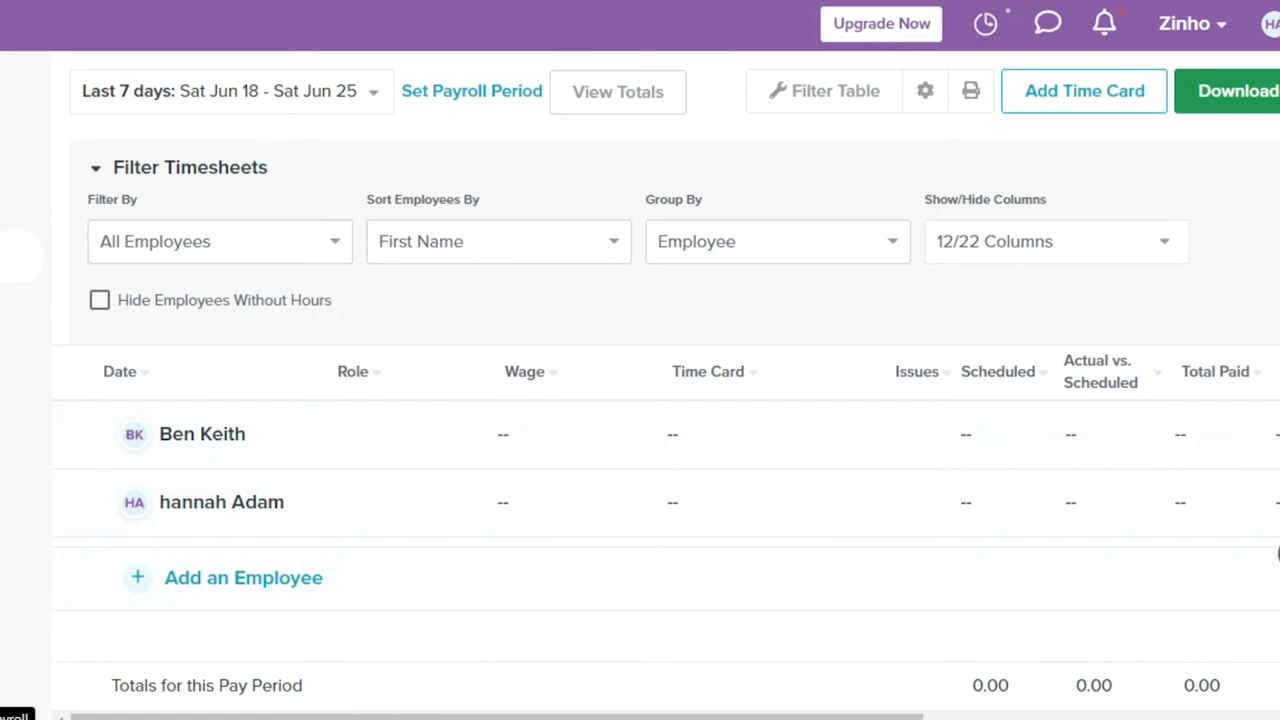 Upgrade Now Zinho HA
Last 7 days: Sat Jun 18 - Sat Jun 25 Set Payroll Period View Totals Filter Table Add Time Card Download
Filter Timesheets
Filter By Sort Employees By Group By Show/Hide Columns
All Employees First Name Employee 12/22 Columns
Hide Employees Without Hours
Date Role Wage Time Card Issues Scheduled Actual vs. Scheduled Total Paid
BK Ben Keith -- -- -- -- --
HA hannah Adam -- -- -- -- --
+ Add an Employee
Totals for this Pay Period 0.00 0.00 0.00